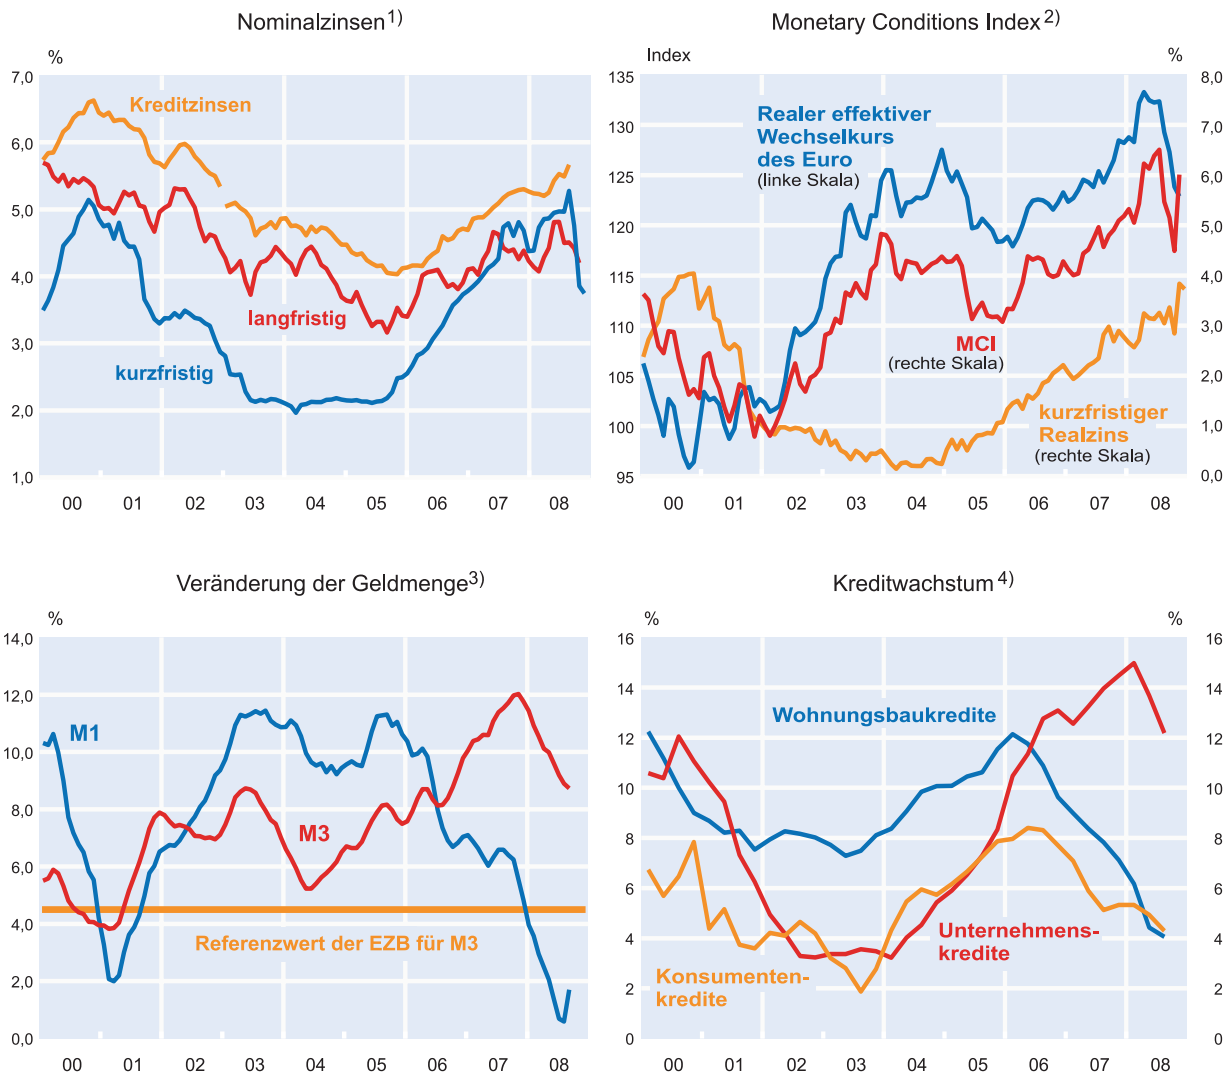 Nominalzinsen1)
%
7,0
6,0
5,0
4,0
3,0
2,0
1,0
Kreditzinsen
langfristig
kurzfristig
00 01 02 03 04 05 06 07 08
Monetary Conditions Index2)
Index %
135 8,0
130 7,0
125 6,0
120 5,0
115 4,0
110 3,0
105 2,0
100 1,0
95 0,0
Realer effektiver
Wechselkurs
des Euro
(linke Skala)
MCI
(rechte Skala)
kurzfristiger
Realzins
(rechte Skala)
00 01 02 03 04 05 06 07 08
Veränderung der Geldmenge3)
%
14,0
12,0
10,0
8,0
6,0
4,0
2,0
0,0
M1
M3
Referenzwert der EZB für M3
00 01 02 03 04 05 06 07 08
Kreditwachstum4)
% %
16 16
14 14
12 12
10 10
8 8
6 6
4 4
2 2
0 0
Wohnungsbaukredite
Unternehmens-
kredite
Konsumenten-
kredite
00 01 02 03 04 05 06 07 08